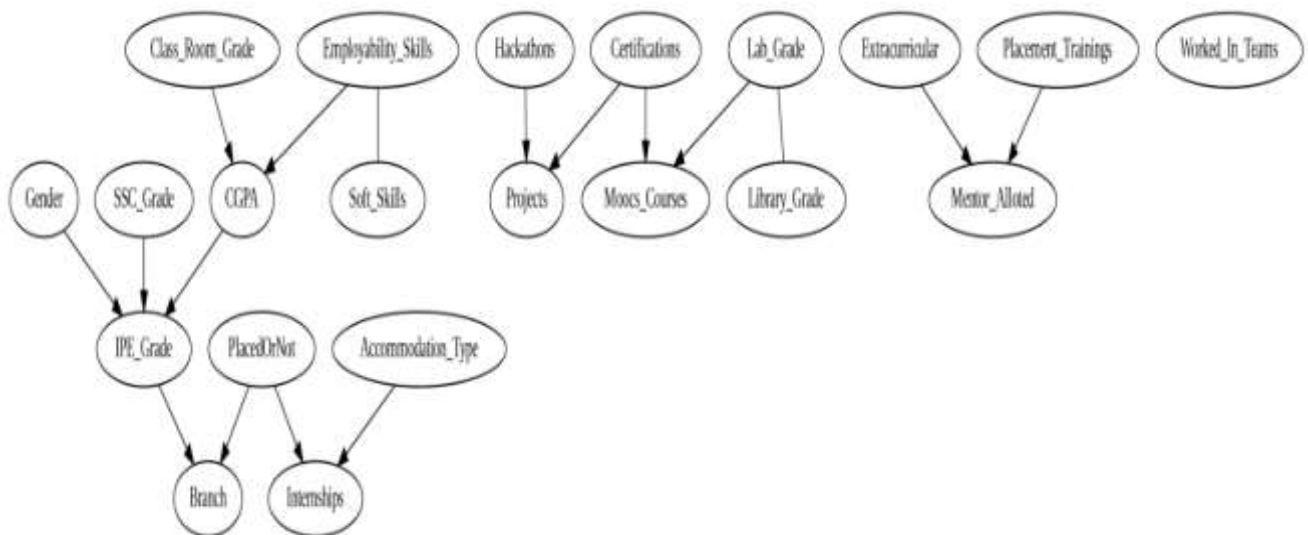 Class_Room_Grade
Employability_Skills
Hackathons
Certifications
Lab_Grade
Extracurricular
Placement_Trainings
Worked_In_Teams
Gender
SSC_Grade
CGPA
Soft_Skills
Projects
Moocs_Courses
Library_Grade
Mentor_Alloted
IPE_Grade
PlacedOrNot
Accommodation_Type
Branch
Internships